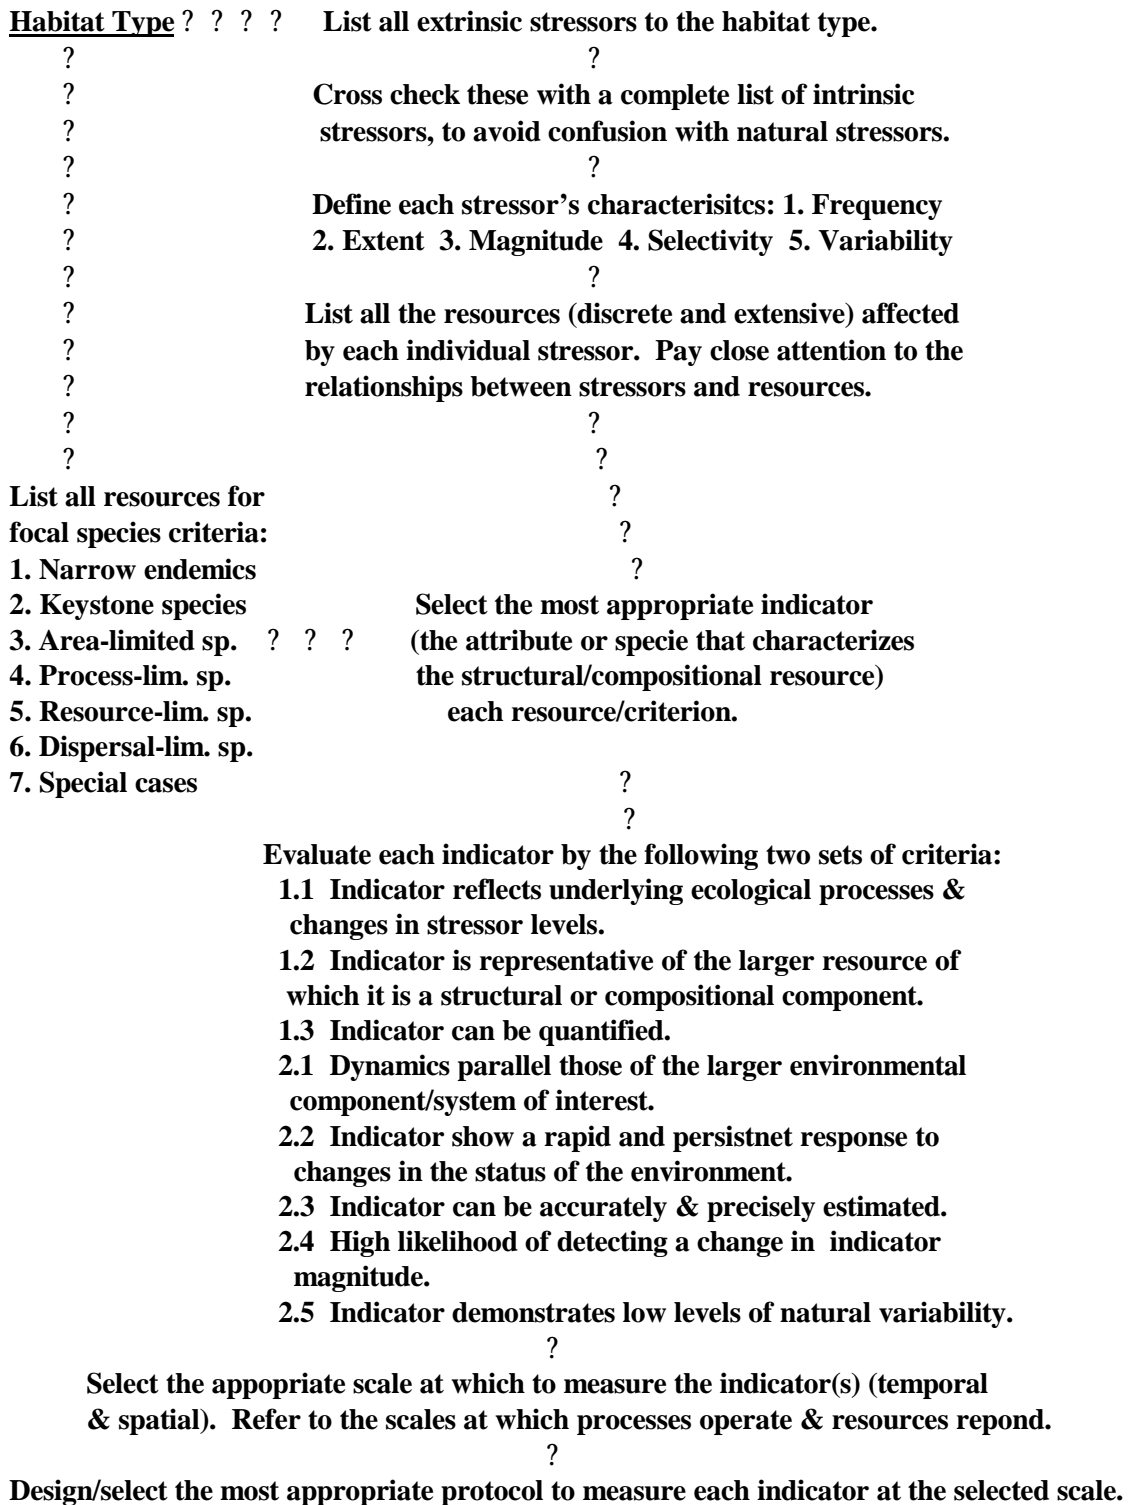 Habitat Type ? ? ? ? List all extrinsic stressors to the habitat type.
? ?
? Cross check these with a complete list of intrinsic
? stressors, to avoid confusion with natural stressors.
? ?
? Define each stressor's characterisitcs: 1. Frequency
? 2. Extent 3. Magnitude 4. Selectivity 5. Variability
? ?
? List all the resources (discrete and extensive) affected
? by each individual stressor. Pay close attention to the
? relationships between stressors and resources.
? ?
? ?
List all resources for ?
focal species criteria: ?
1. Narrow endemics ?
2. Keystone species Select the most appropriate indicator
3. Area-limited sp. ? ? ? (the attribute or specie that characterizes
4. Process-lim. sp. the structural/compositional resource)
5. Resource-lim. sp. each resource/criterion.
6. Dispersal-lim. sp.
7. Special cases ?
?
Evaluate each indicator by the following two sets of criteria:
1.1 Indicator reflects underlying ecological processes &
changes in stressor levels.
1.2 Indicator is representative of the larger resource of
which it is a structural or compositional component.
1.3 Indicator can be quantified.
2.1 Dynamics parallel those of the larger environmental
component/system of interest.
2.2 Indicator show a rapid and persistnet response to
changes in the status of the environment.
2.3 Indicator can be accurately & precisely estimated.
2.4 High likelihood of detecting a change in indicator
magnitude.
2.5 Indicator demonstrates low levels of natural variability.
?
Select the appopriate scale at which to measure the indicator(s) (temporal
& spatial). Refer to the scales at which processes operate & resources repond.
?
Design/select the most appropriate protocol to measure each indicator at the selected scale.